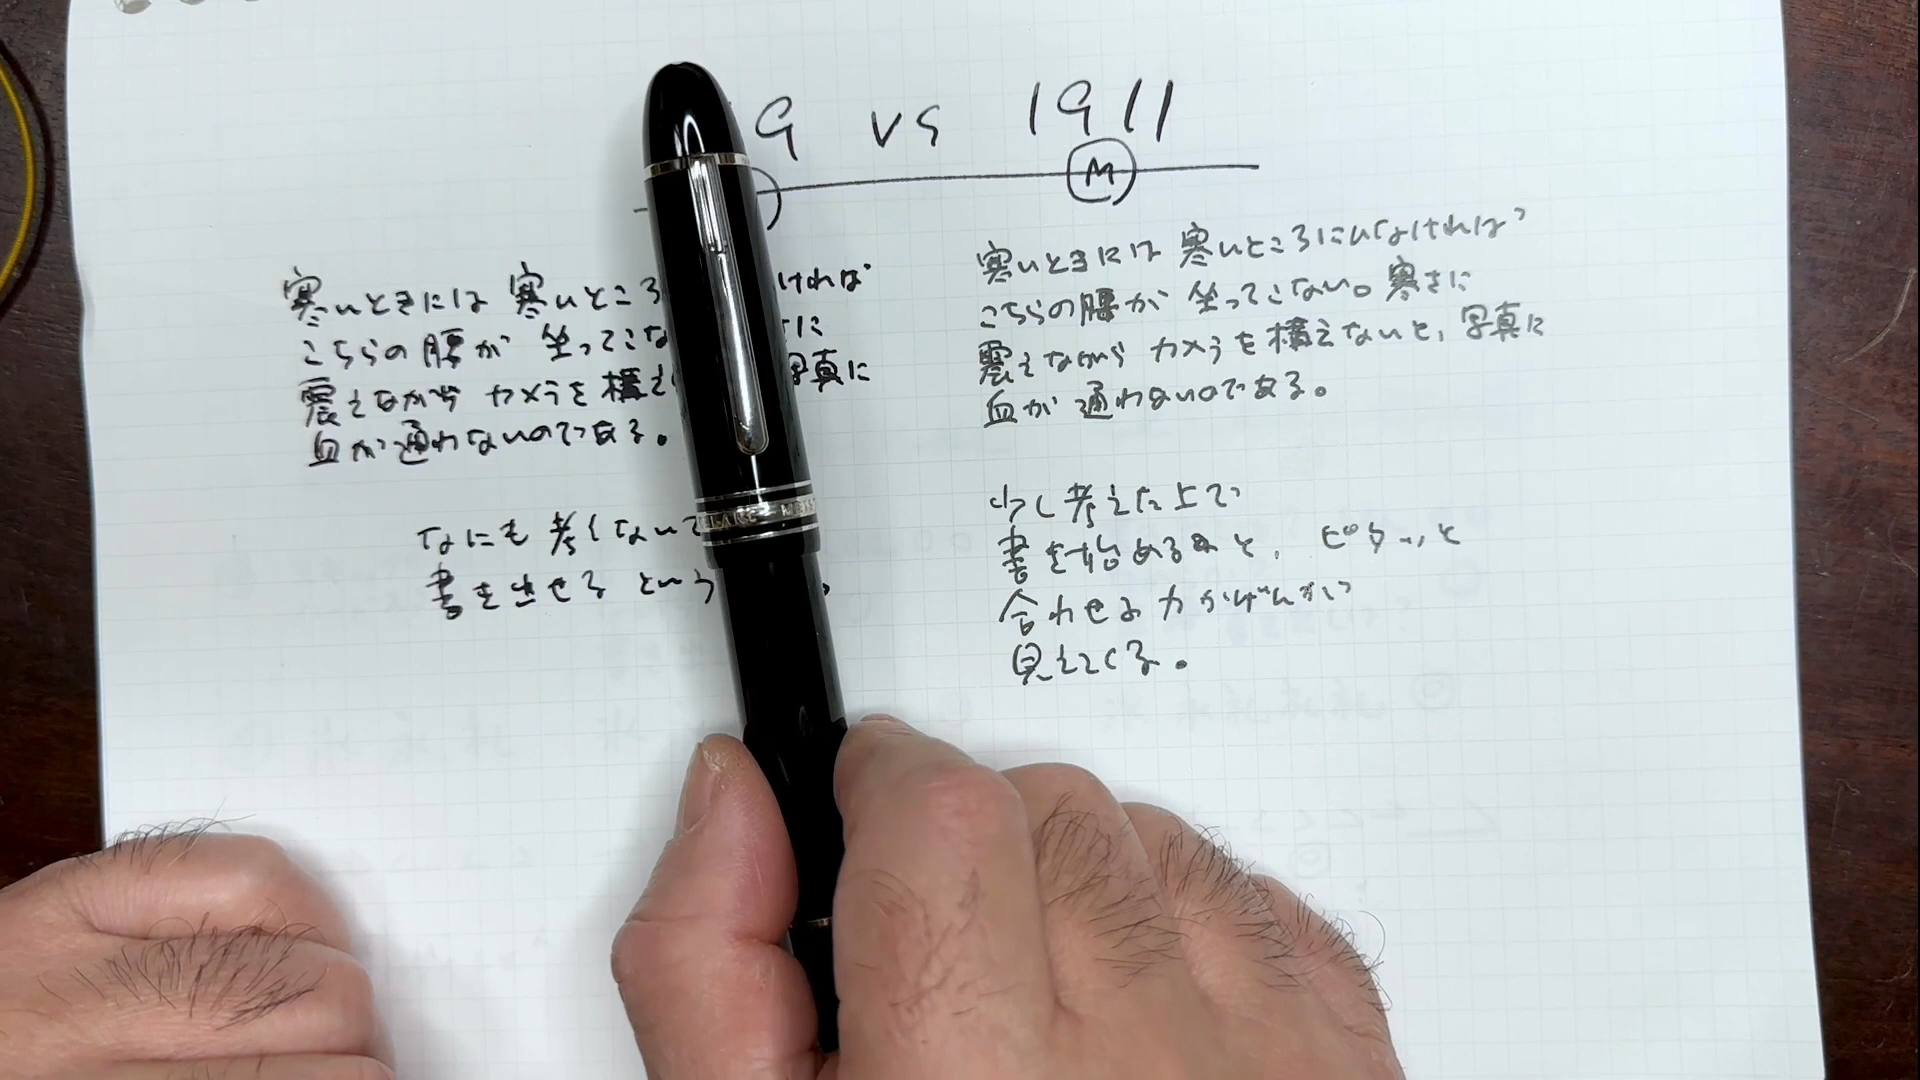 9 vs 1911
M
寒いときには 寒いところ ければ
こちらの腰が 坐ってこな に
震えながら カメラを構え 写真に
血が通わないのである。
なにも考えないで
書き出せる という 。
寒いときには 寒いところにいなければ
こちらの腰が 坐ってこない。寒さに
震えながら カメラを構えないと、写真に
血が通わないのである。
少し考えた上で
書き始めると、ピタッと
合わせる力かげんが
見えてくる。